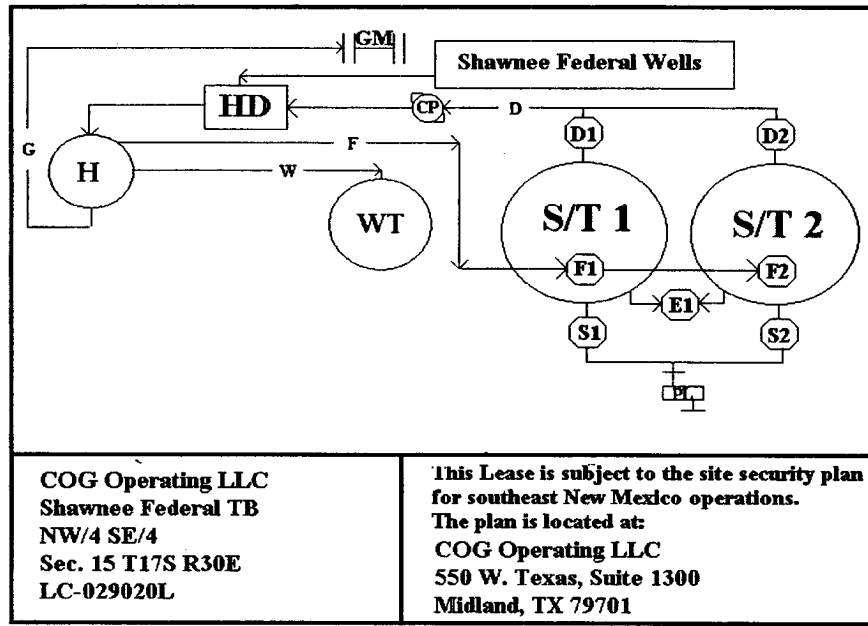 GM
Shawnee Federal Wells
HD
CP
D
D1
D2
G
H
F
W
WT
S/T 1
S/T 2
F1
F2
E1
S1
S2
PL
COG Operating LLC
Shawnee Federal TB
NW/4 SE/4
Sec. 15 T17S R30E
LC-029020L
This Lease is subject to the site security plan
for southeast New Mexico operations.
The plan is located at:
COG Operating LLC
550 W. Texas, Suite 1300
Midland, TX 79701